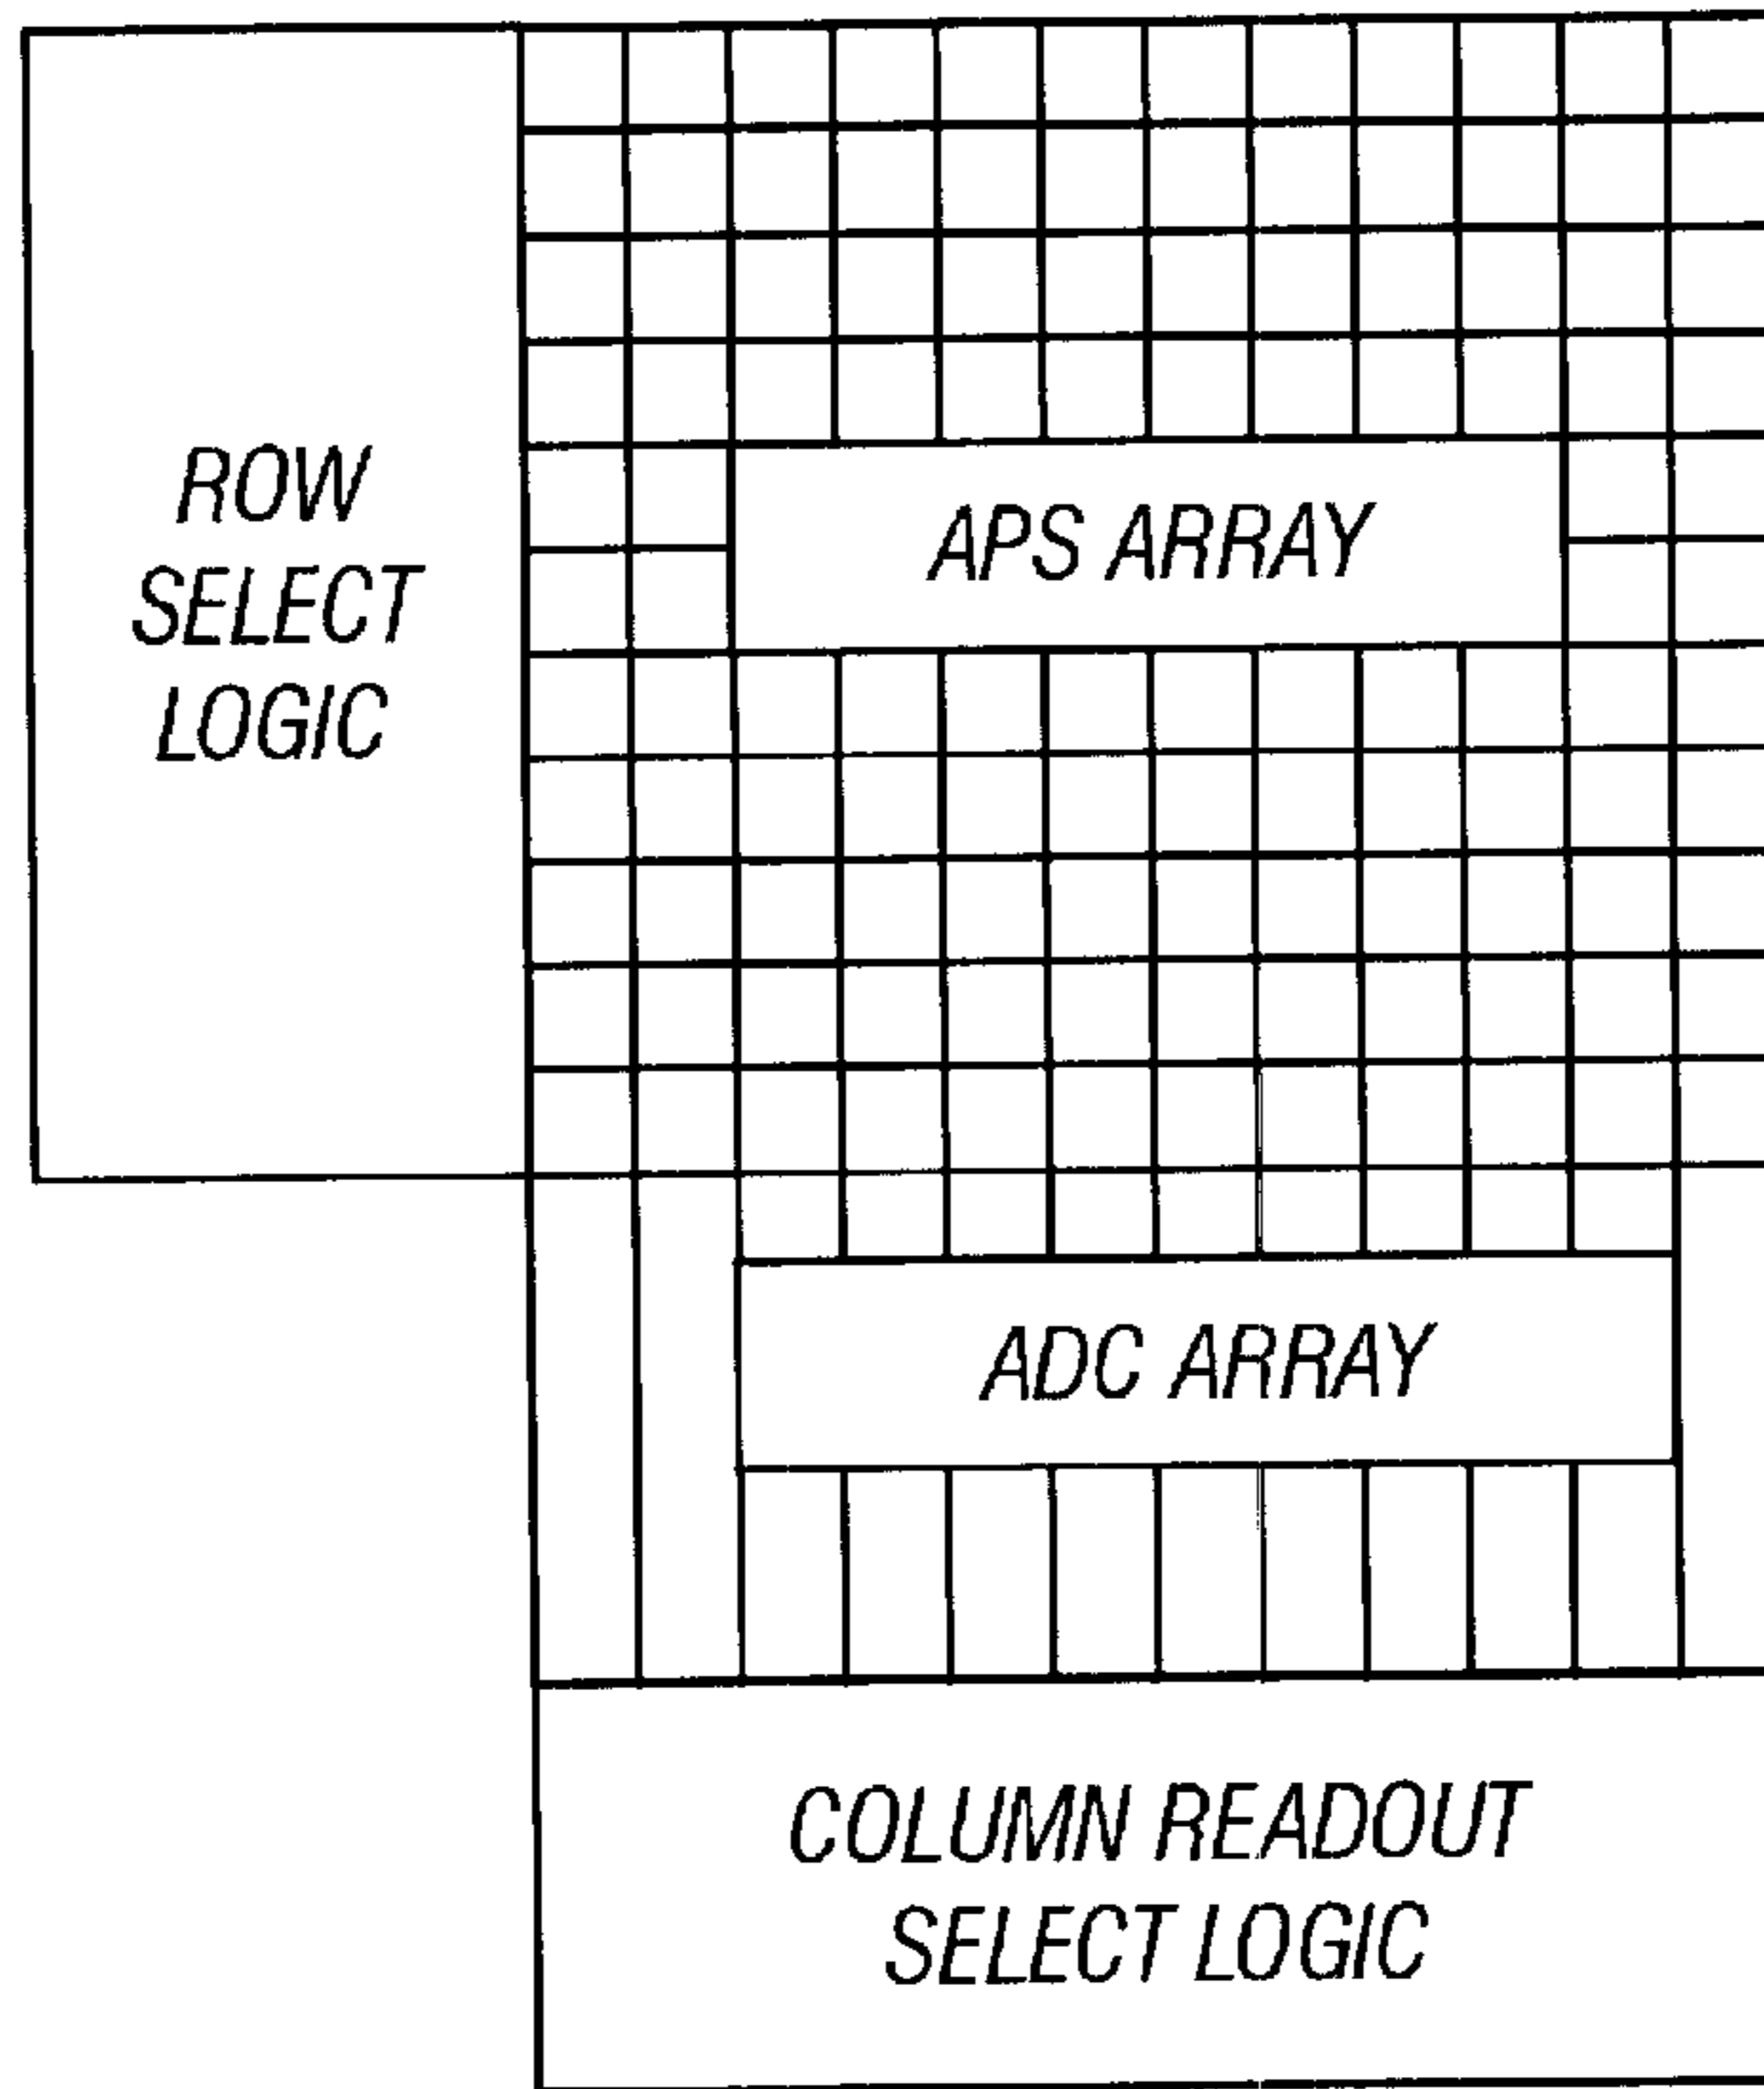 ROW
SELECT
LOGIC
APS ARRAY
ADC ARRAY
COLUMN READOUT
SELECT LOGIC